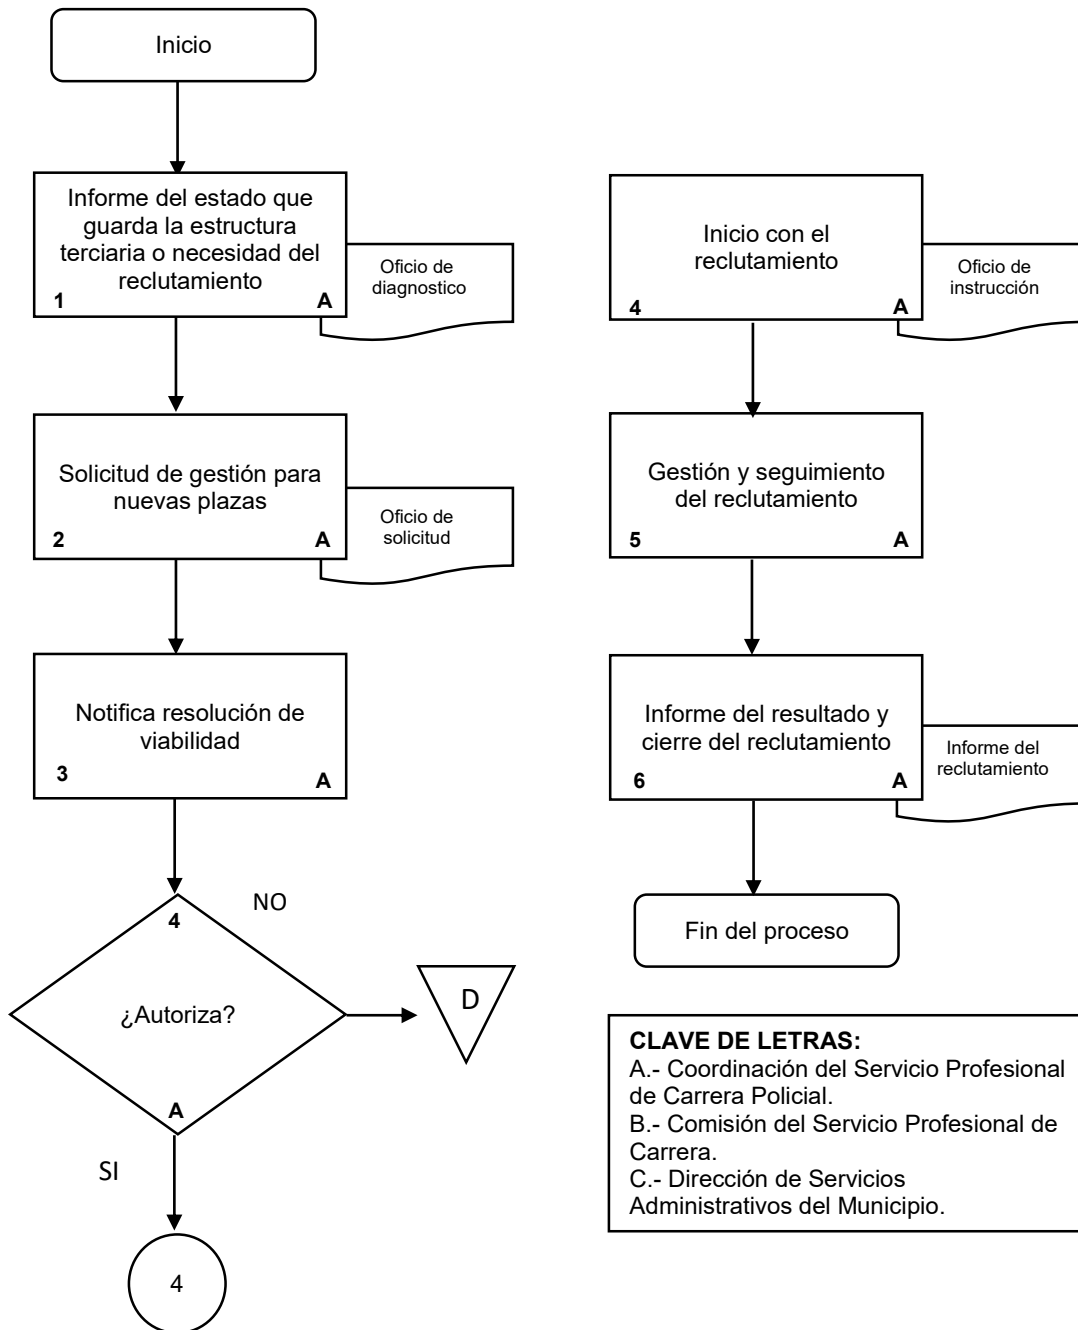 Inicio
Informe del estado que
guarda la estructura
terciaria o necesidad del
reclutamiento
1
A
Oficio de
diagnostico
Solicitud de gestión para
nuevas plazas
2
A
Oficio de
solicitud
Notifica resolución de
viabilidad
3
A
4
NO
¿Autoriza?
D
A
SI
4
Inicio con el
reclutamiento
4
A
Oficio de
instrucción
Gestión y seguimiento
del reclutamiento
5
A
Informe del resultado y
cierre del reclutamiento
6
A
Informe del
reclutamiento
Fin del proceso
CLAVE DE LETRAS:
A.- Coordinación del Servicio Profesional
de Carrera Policial.
B.- Comisión del Servicio Profesional de
Carrera.
C.- Dirección de Servicios
Administrativos del Municipio.